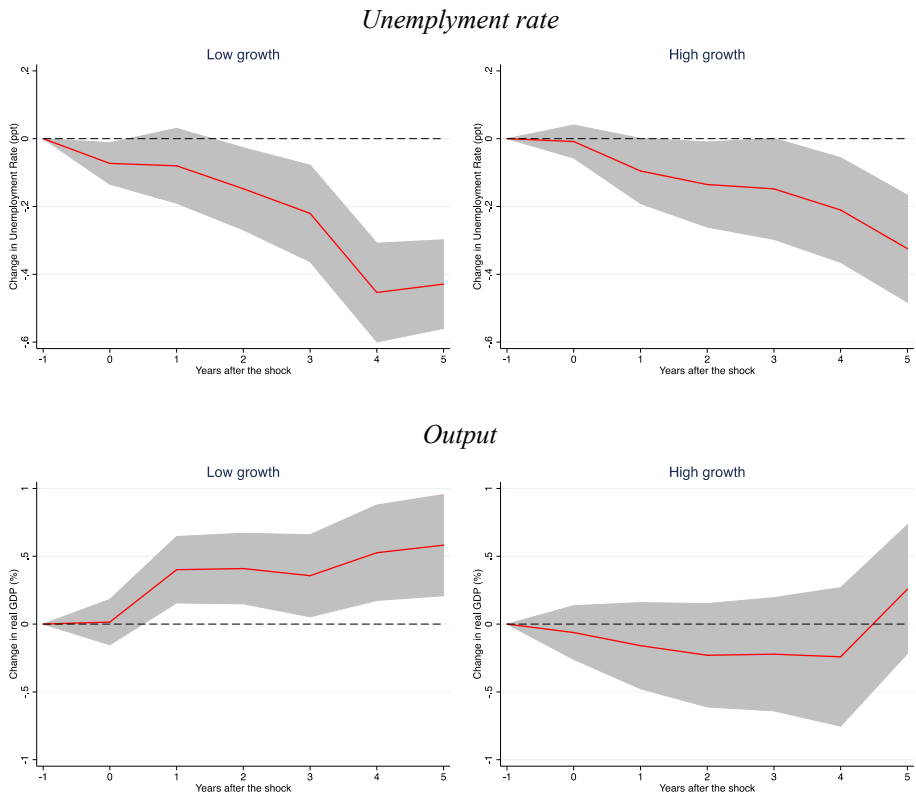 Unemplyment rate
Low growth
High growth
Change in Unemployment Rate (ppt)
.2
0
-.2
-.4
-.6
-1 0 1 2 3 4 5
Years after the shock
Change in Unemployment Rate (ppt)
.2
0
-.2
-.4
-.6
-1 0 1 2 3 4 5
Years after the shock
Output
Low growth
High growth
Change in real GDP (%)
1
.5
0
-.5
-1
-1 0 1 2 3 4 5
Years after the shock
Change in real GDP (%)
1
.5
0
-.5
-1
-1 0 1 2 3 4 5
Years after the shock